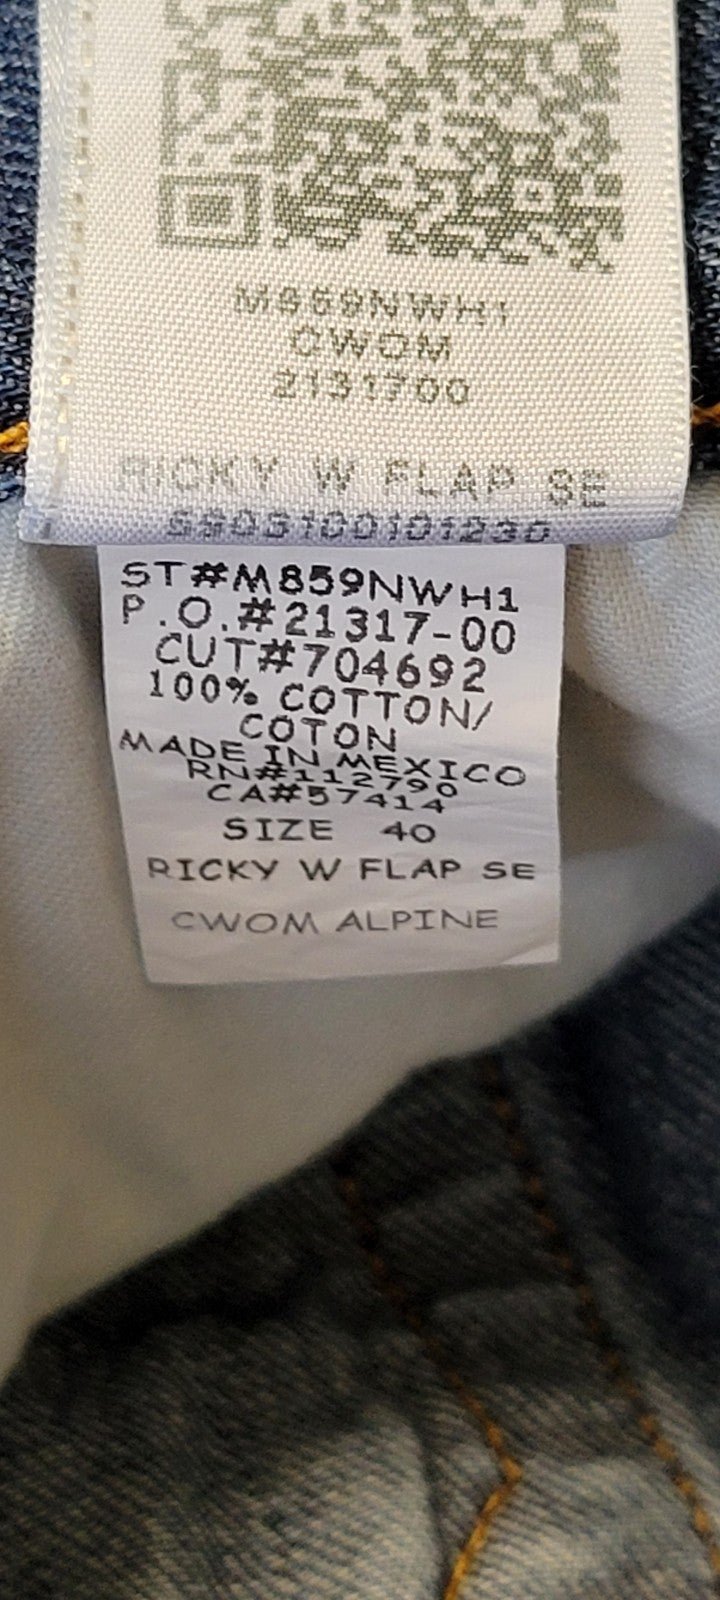 M859NWH1
CWOM
2131700
RICKY W FLAP SE
ST#M859NWH1
P.O.#21317-00
CUT#704692
100% COTTON/
COTON
MADE IN MEXICO
RN#112790
CA#57414
SIZE 40
RICKY W FLAP SE
CWOM ALPINE